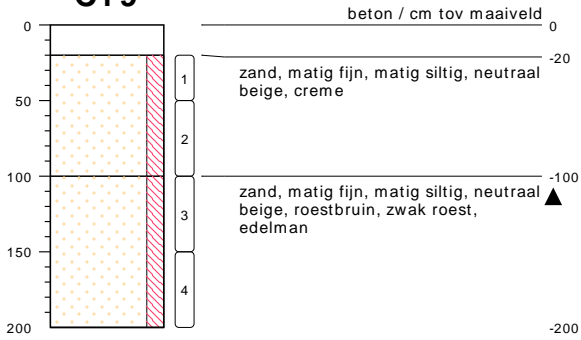 beton / cm tov maaiveld
0
0
-20
zand, matig fijn, matig siltig, neutraal
beige, creme
1
50
2
100
-100
zand, matig fijn, matig siltig, neutraal
beige, roestbruin, zwak roest,
edelman
3
150
4
200
-200